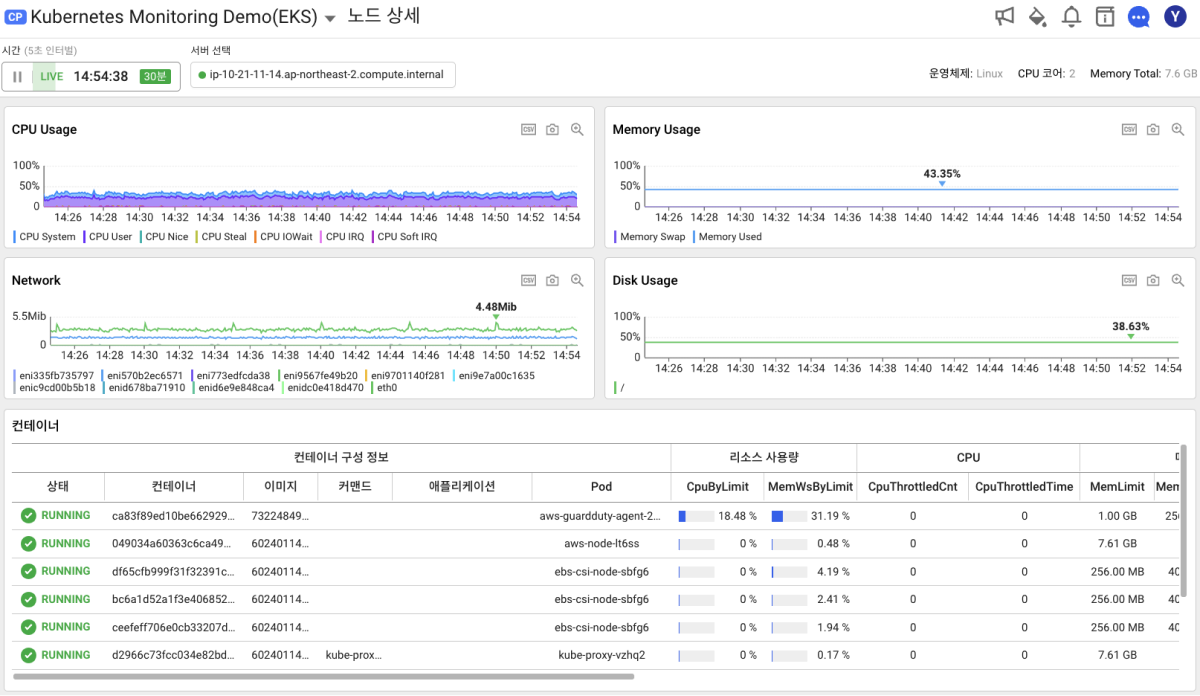 CP Kubernetes Monitoring Demo(EKS) 노드 상세
Y
시간 (5초 인터벌) 서버 선택
LIVE 14:54:38 30분 ip-10-21-11-14.ap-northeast-2.compute.internal 운영체제: Linux CPU 코어: 2 Memory Total: 7.6 GB
CPU Usage CSV
100%
50%
0
14:26 14:28 14:30 14:32 14:34 14:36 14:38 14:40 14:42 14:44 14:46 14:48 14:50 14:52 14:54
CPU System CPU User CPU Nice CPU Steal CPU IOWait CPU IRQ CPU Soft IRQ
Memory Usage CSV
100%
43.35%
50%
0
14:26 14:28 14:30 14:32 14:34 14:36 14:38 14:40 14:42 14:44 14:46 14:48 14:50 14:52 14:54
Memory Swap Memory Used
Network CSV
4.48Mib
5.5Mib
0
14:26 14:28 14:30 14:32 14:34 14:36 14:38 14:40 14:42 14:44 14:46 14:48 14:50 14:52 14:54
eni335fb735797 eni570b2ec6571 eni773edfcda38 eni9567fe49b20 eni9701140f281 eni9e7a00c1635
enic9cd00b5b18 enid678ba71910 enid6e9e848ca4 enidc0e418d470 eth0
Disk Usage CSV
100%
38.63%
50%
0
14:26 14:28 14:30 14:32 14:34 14:36 14:38 14:40 14:42 14:44 14:46 14:48 14:50 14:52 14:54
/
컨테이너
컨테이너 구성 정보 리소스 사용량 CPU
상태 컨테이너 이미지 커맨드 애플리케이션 Pod CpuByLimit MemWsByLimit CpuThrottledCnt CpuThrottledTime MemLimit Mem
RUNNING ca83f89ed10be662929... 73224849... aws-guardduty-agent-2... 18.48 % 31.19 % 0 0 1.00 GB 25
RUNNING 049034a60363c6ca49... 60240114... aws-node-lt6ss 0 % 0.48 % 0 0 7.61 GB
RUNNING df65cfb999f31f32391c... 60240114... ebs-csi-node-sbfg6 0 % 4.19 % 0 0 256.00 MB 40
RUNNING bc6a1d52a1f3e406852... 60240114... ebs-csi-node-sbfg6 0 % 2.41 % 0 0 256.00 MB 40
RUNNING ceefeff706e0cb33207d... 60240114... ebs-csi-node-sbfg6 0 % 1.94 % 0 0 256.00 MB 40
RUNNING d2966c73fcc034e82bd... 60240114... kube-prox... kube-proxy-vzhq2 0 % 0.17 % 0 0 7.61 GB